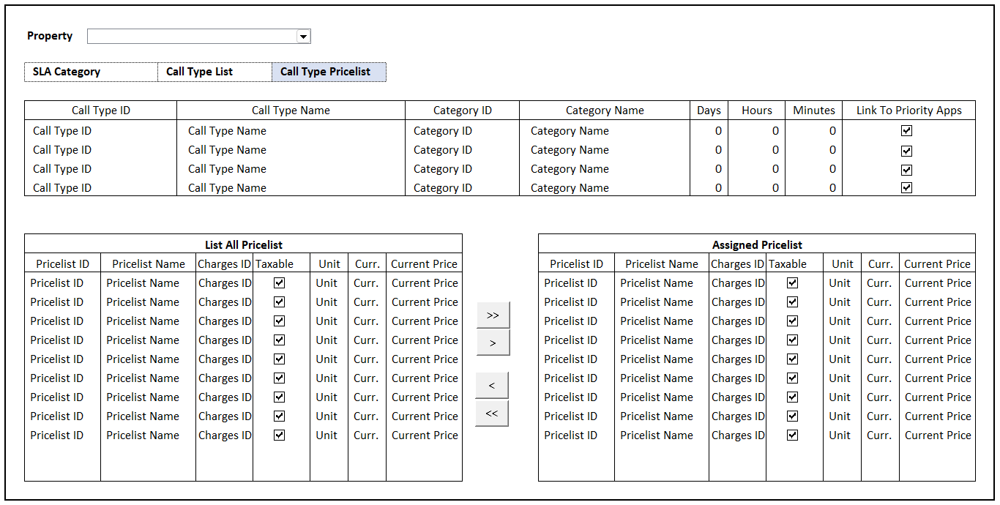 Property
SLA Category Call Type List Call Type Pricelist
Call Type ID Call Type Name Category ID Category Name Days Hours Minutes Link To Priority Apps
Call Type ID Call Type Name Category ID Category Name 0 0 0
Call Type ID Call Type Name Category ID Category Name 0 0 0
Call Type ID Call Type Name Category ID Category Name 0 0 0
Call Type ID Call Type Name Category ID Category Name 0 0 0
List All Pricelist
Pricelist ID Pricelist Name Charges ID Taxable Unit Curr. Current Price
Pricelist ID Pricelist Name Charges ID Unit Curr. Current Price
Pricelist ID Pricelist Name Charges ID Unit Curr. Current Price
Pricelist ID Pricelist Name Charges ID Unit Curr. Current Price
Pricelist ID Pricelist Name Charges ID Unit Curr. Current Price
Pricelist ID Pricelist Name Charges ID Unit Curr. Current Price
Pricelist ID Pricelist Name Charges ID Unit Curr. Current Price
Pricelist ID Pricelist Name Charges ID Unit Curr. Current Price
Pricelist ID Pricelist Name Charges ID Unit Curr. Current Price
Pricelist ID Pricelist Name Charges ID Unit Curr. Current Price
>>
>
<
<<
Assigned Pricelist
Pricelist ID Pricelist Name Charges ID Taxable Unit Curr. Current Price
Pricelist ID Pricelist Name Charges ID Unit Curr. Current Price
Pricelist ID Pricelist Name Charges ID Unit Curr. Current Price
Pricelist ID Pricelist Name Charges ID Unit Curr. Current Price
Pricelist ID Pricelist Name Charges ID Unit Curr. Current Price
Pricelist ID Pricelist Name Charges ID Unit Curr. Current Price
Pricelist ID Pricelist Name Charges ID Unit Curr. Current Price
Pricelist ID Pricelist Name Charges ID Unit Curr. Current Price
Pricelist ID Pricelist Name Charges ID Unit Curr. Current Price
Pricelist ID Pricelist Name Charges ID Unit Curr. Current Price